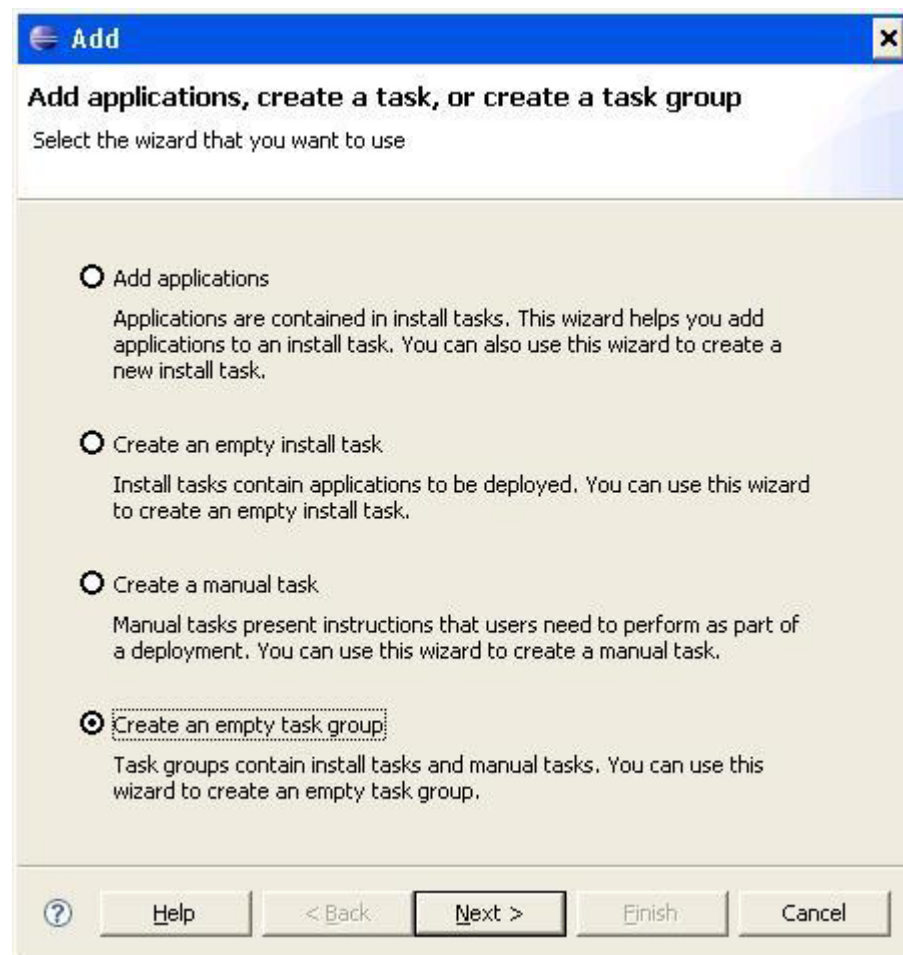 Add
Add applications, create a task, or create a task group
Select the wizard that you want to use
Add applications
Applications are contained in install tasks. This wizard helps you add
applications to an install task. You can also use this wizard to create a
new install task.
Create an empty install task
Install tasks contain applications to be deployed. You can use this wizard
to create an empty install task.
Create a manual task
Manual tasks present instructions that users need to perform as part of
a deployment. You can use this wizard to create a manual task.
Create an empty task group
Task groups contain install tasks and manual tasks. You can use this
wizard to create an empty task group.
? Help < Back Next > Finish Cancel